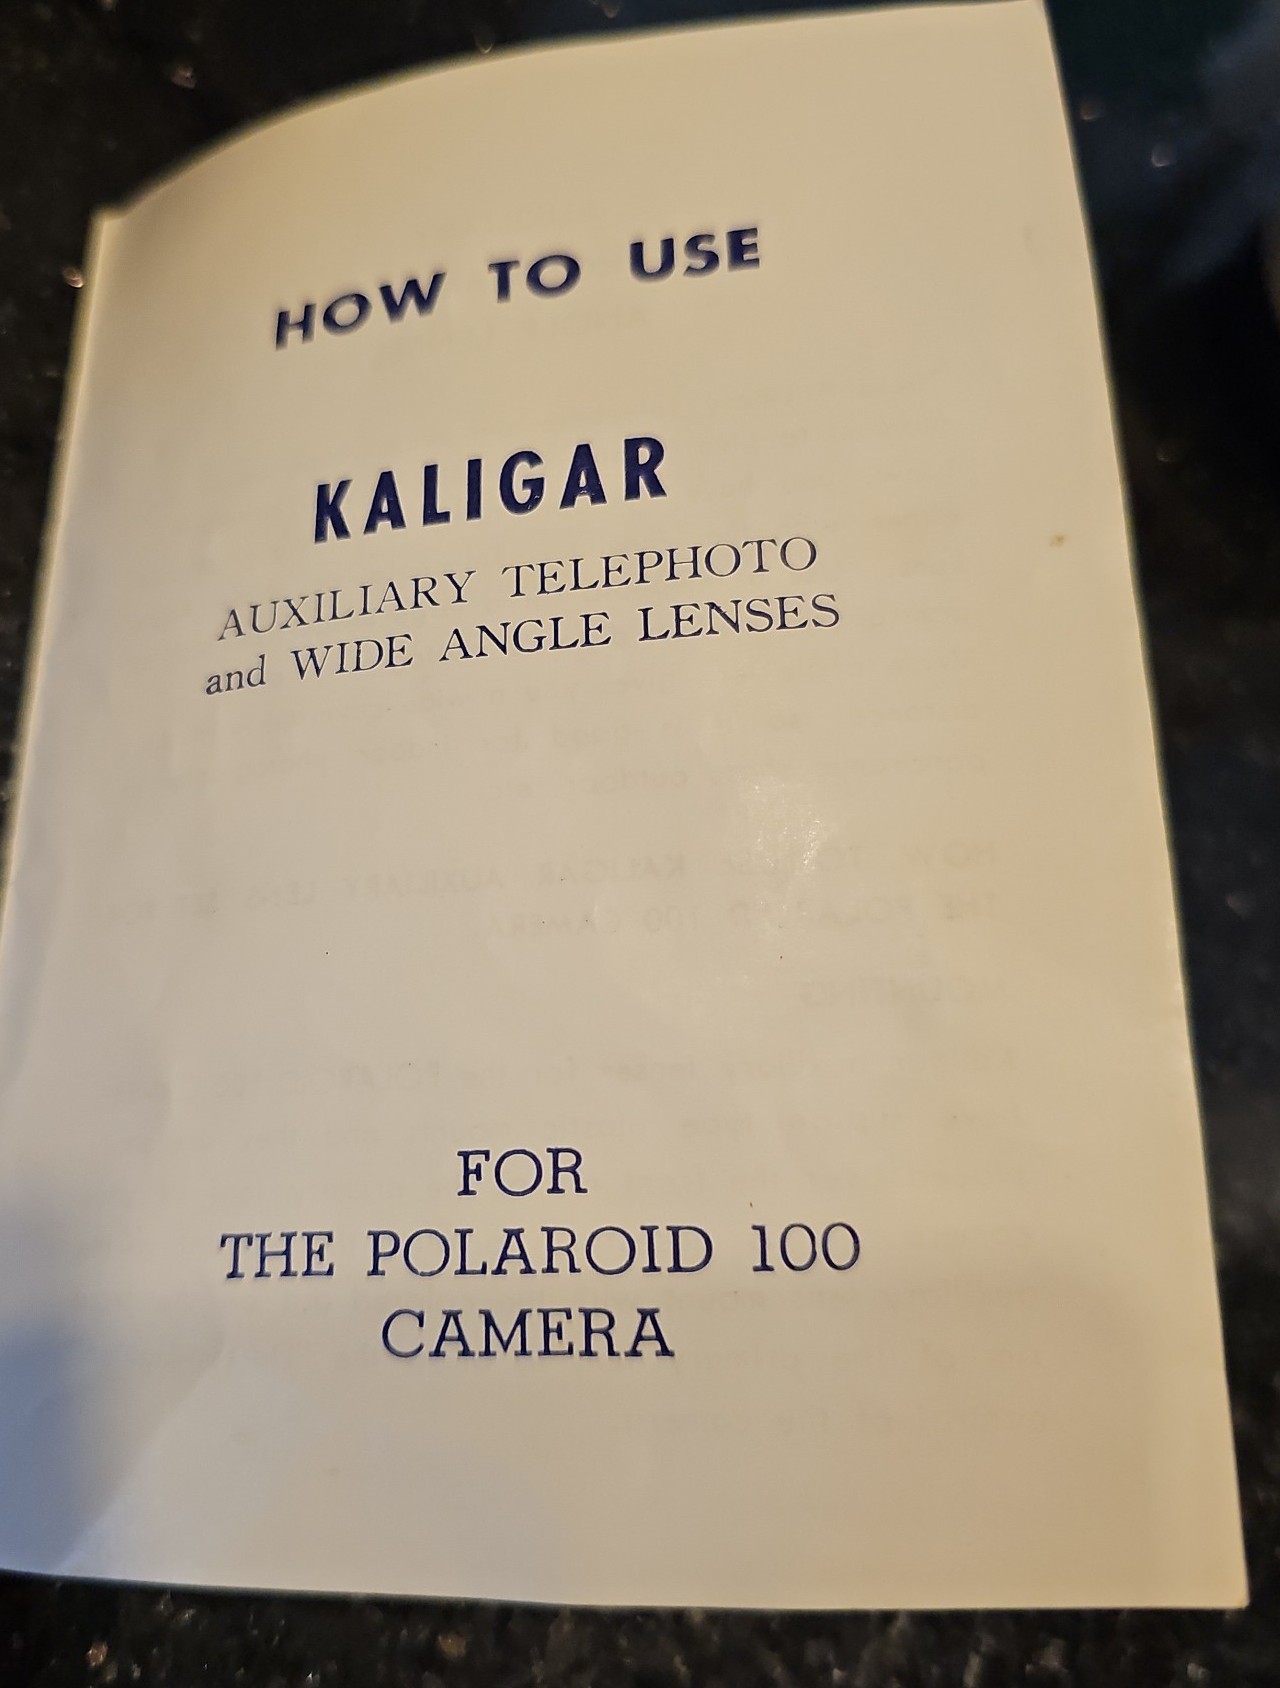 HOW TO USE
KALIGAR
AUXILIARY TELEPHOTO
and WIDE ANGLE LENSES
FOR
THE POLAROID 100
CAMERA